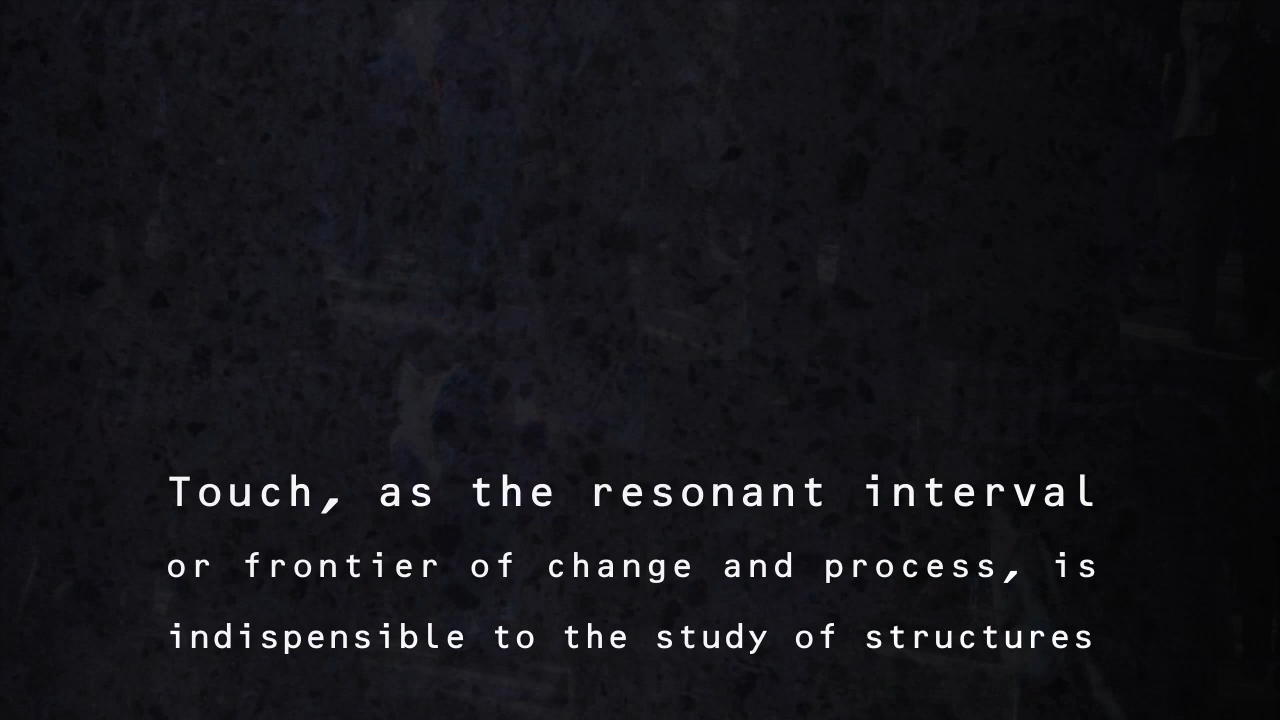 Touch, as the resonant interval
or frontier of change and process, is
indispensible to the study of structures